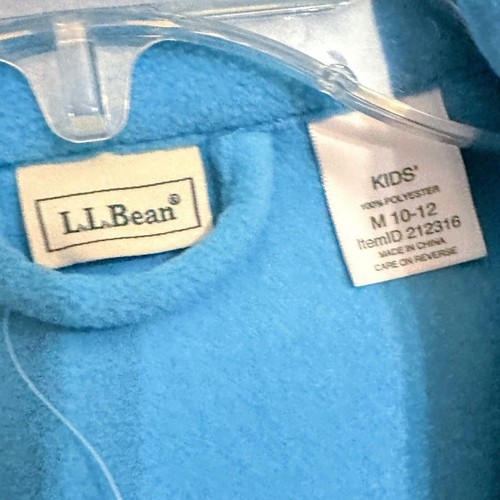 L.L.Bean®
KIDS'
100% POLYESTER
M 10-12
ItemID 212316
MADE IN CHINA
CARE ON REVERSE